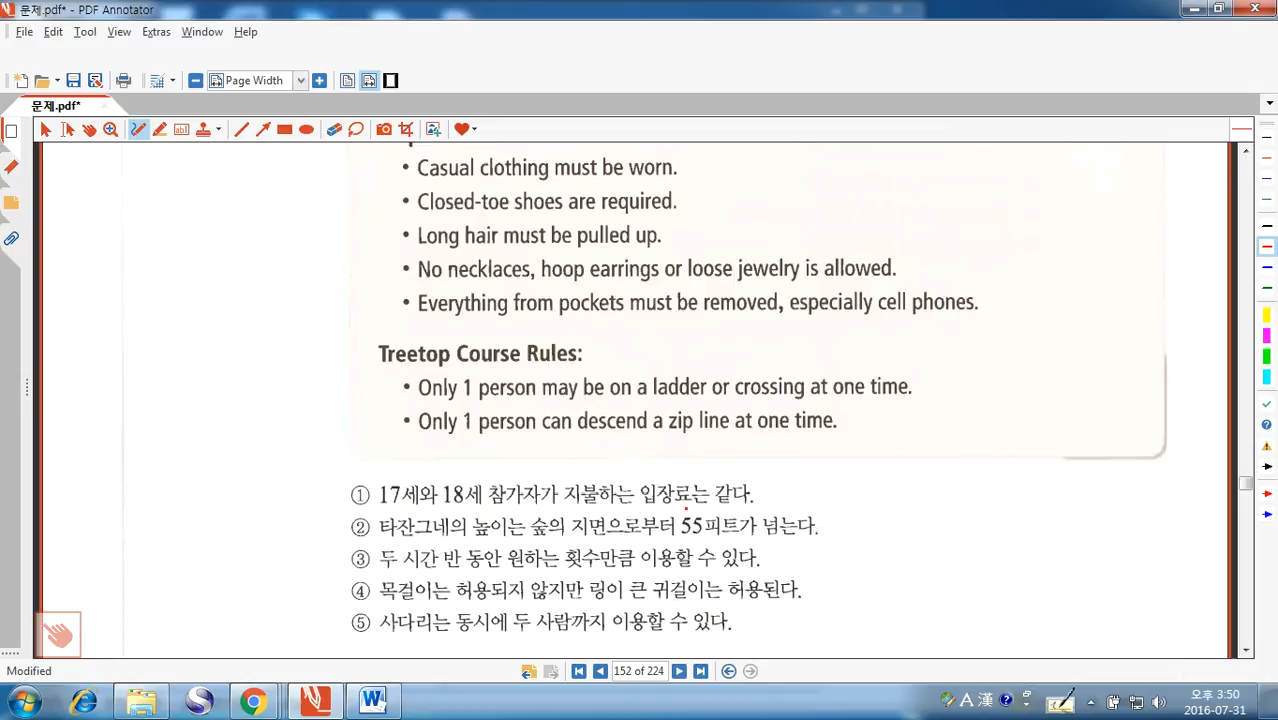 문제.pdf* - PDF Annotator
File Edit Tool View Extras Window Help
Page Width
문제.pdf*
• Casual clothing must be worn.
• Closed-toe shoes are required.
• Long hair must be pulled up.
• No necklaces, hoop earrings or loose jewelry is allowed.
• Everything from pockets must be removed, especially cell phones.
Treetop Course Rules:
• Only 1 person may be on a ladder or crossing at one time.
• Only 1 person can descend a zip line at one time.
① 17세와 18세 참가자가 지불하는 입장료는 같다.
② 타잔그네의 높이는 숲의 지면으로부터 55피트가 넘는다.
③ 두 시간 반 동안 원하는 횟수만큼 이용할 수 있다.
④ 목걸이는 허용되지 않지만 링이 큰 귀걸이는 허용된다.
⑤ 사다리는 동시에 두 사람까지 이용할 수 있다.
Modified
152 of 224
A 漢
오후 3:50
2016-07-31